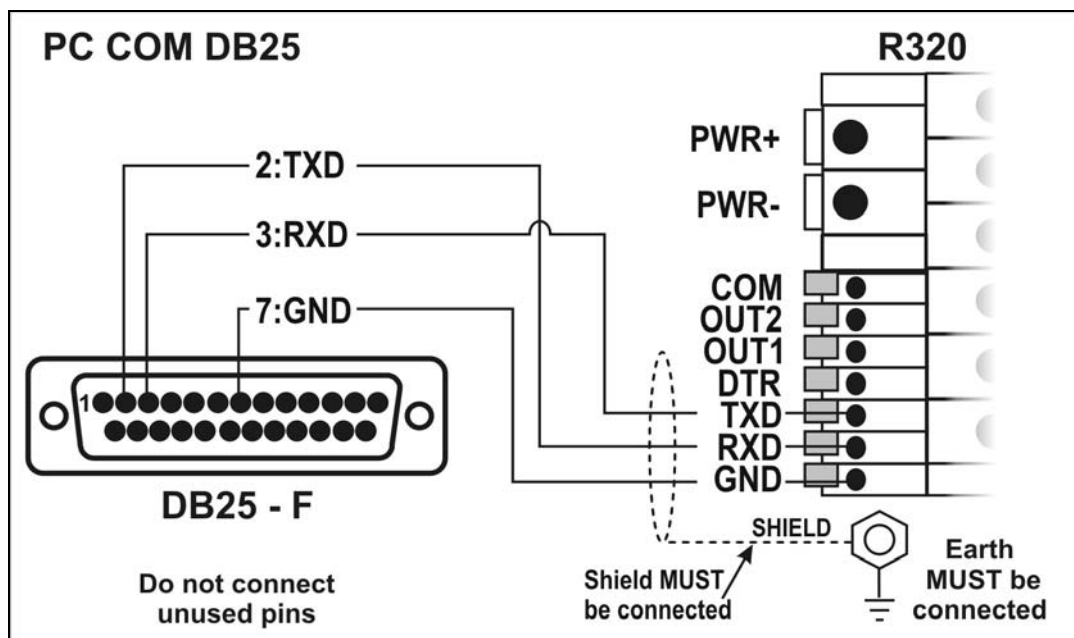 PC COM DB25
R320
PWR+
PWR-
2:TXD
3:RXD
7:GND
COM
OUT2
OUT1
DTR
TXD
RXD
GND
1
DB25 - F
Do not connect
unused pins
SHIELD
Shield MUST
be connected
Earth
MUST be
connected